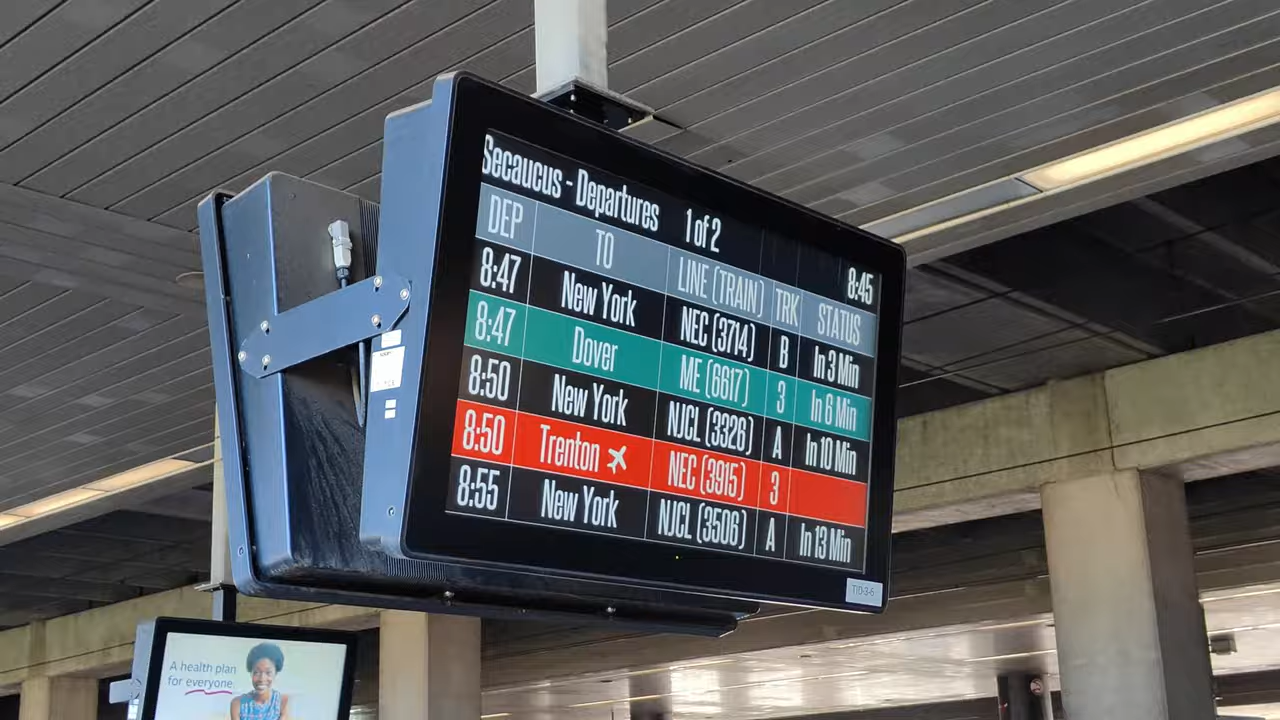 Secaucus - Departures 1 of 2 8:45
DEP TO LINE (TRAIN) TRK STATUS
8:47 New York NEC (3714) B In 3 Min
8:47 Dover ME (6617) 3 In 6 Min
8:50 New York NJCL (3326) A In 10 Min
8:50 Trenton NEC (3915) 3
8:55 New York NJCL (3506) A In 13 Min
TID-3-6
A health plan
for everyone.